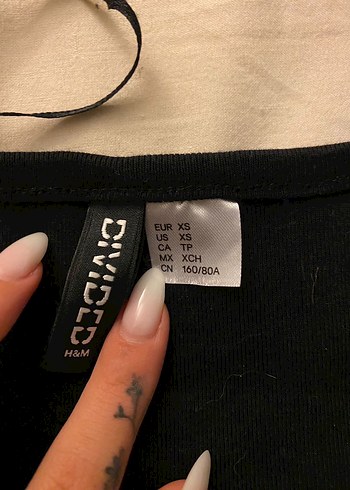 DIVIDED
H&M
EUR XS
US XS
CA TP
MX XCH
CN 160/80A